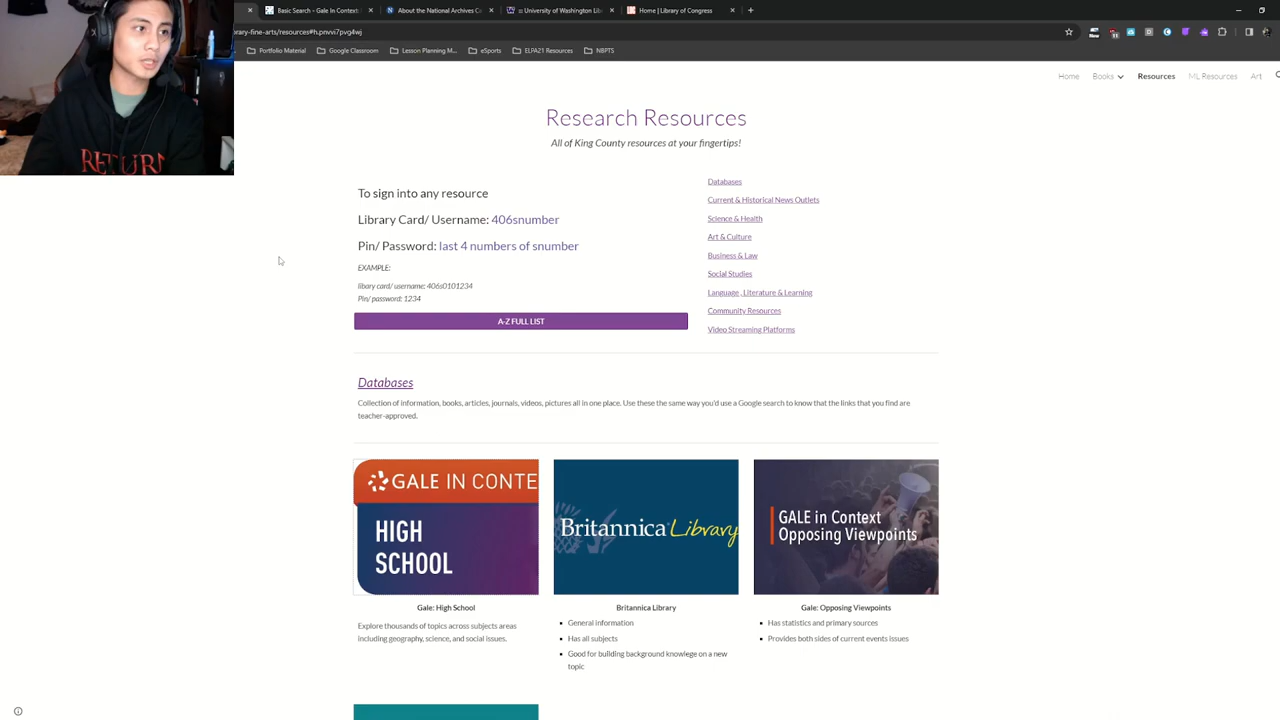 Basic Search - Gale In Context:
About the National Archives Ca
University of Washington Lib
Home | Library of Congress
rary-fine-arts/resources#h.pnvvi7pvg4wj
Portfolio Material
Google Classroom
Lesson Planning M...
eSports
ELPA21 Resources
NBPTS
Home
Books
Resources
ML Resources
Art
RETURN
Research Resources
All of King County resources at your fingertips!
To sign into any resource
Library Card/ Username: 406snumber
Pin/ Password: last 4 numbers of snumber
EXAMPLE:
libary card/ username: 406s0101234
Pin/ password: 1234
A-Z FULL LIST
Databases
Current & Historical News Outlets
Science & Health
Art & Culture
Business & Law
Social Studies
Language , Literature & Learning
Community Resources
Video Streaming Platforms
Databases
Collection of information, books, articles, journals, videos, pictures all in one place. Use these the same way you'd use a Google search to know that the links that you find are
teacher-approved.
GALE IN CONTE
HIGH
SCHOOL
Gale: High School
Explore thousands of topics across subjects areas
including geography, science, and social issues.
Britannica Library
Britannica Library
General Information
Has all subjects
Good for building background knowlege on a new
topic
GALE in Context
Opposing Viewpoints
Gale: Opposing Viewpoints
Has statistics and primary sources
Provides both sides of current events issues